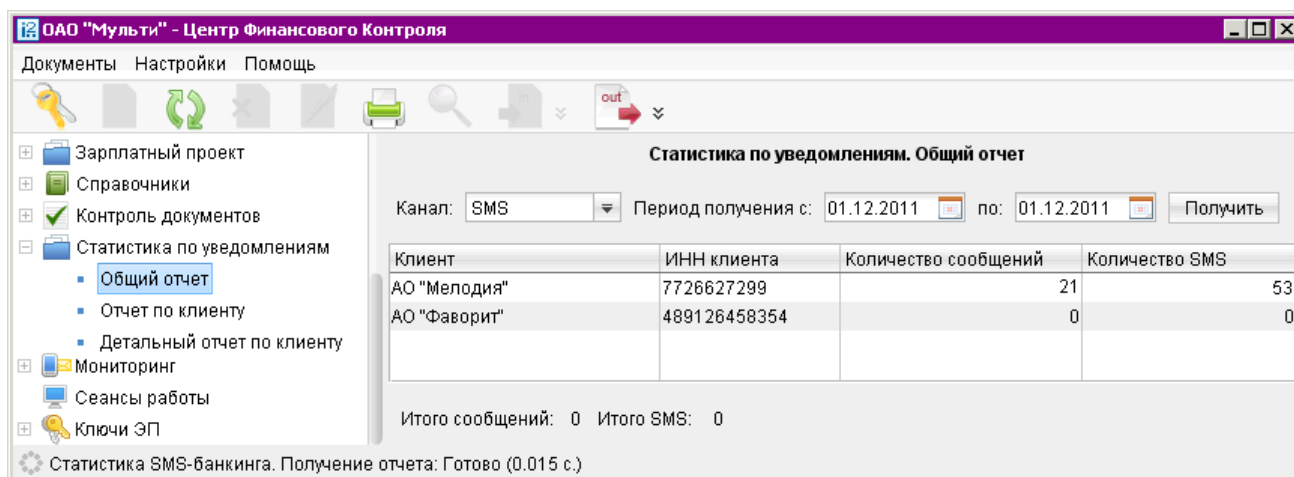 ОАО "Мульти" - Центр Финансового Контроля
Документы Настройки Помощь
out
Зарплатный проект
Справочники
Контроль документов
Статистика по уведомлениям
Общий отчет
Отчет по клиенту
Детальный отчет по клиенту
Мониторинг
Сеансы работы
Ключи ЭП
Статистика по уведомлениям. Общий отчет
Канал: SMS Период получения с: 01.12.2011 по: 01.12.2011 Получить
Клиент ИНН клиента Количество сообщений Количество SMS
АО "Мелодия" 7726627299 21 53
АО "Фаворит" 489126458354 0 0
Итого сообщений: 0 Итого SMS: 0
Статистика SMS-банкинга. Получение отчета: Готово (0.015 с.)